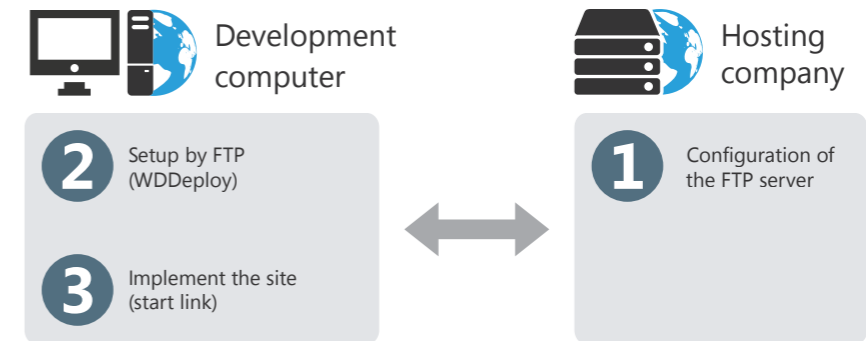 Development
computer
2
Setup by FTP
(WDDeploy)
3
Implement the site
(start link)
Hosting
company
1
Configuration of
the FTP server